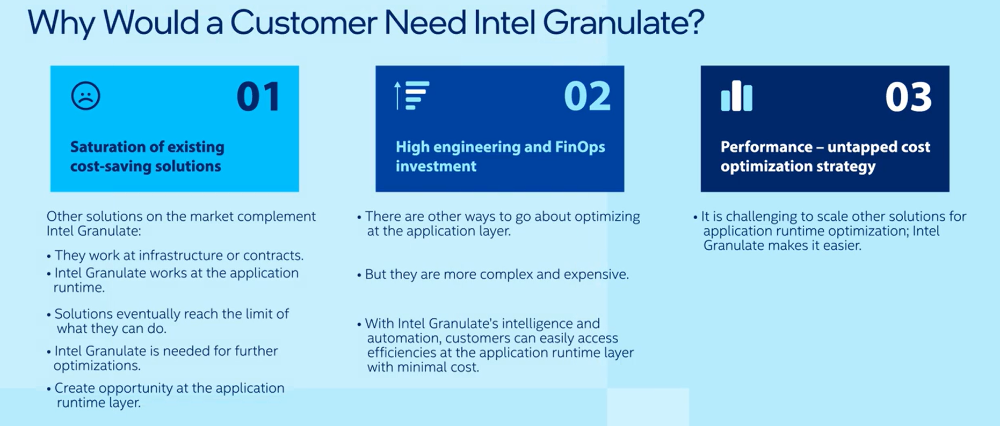 Why Would a Customer Need Intel Granulate?
01
Saturation of existing
cost-saving solutions
Other solutions on the market complement
Intel Granulate:
• They work at infrastructure or contracts.
• Intel Granulate works at the application
runtime.
• Solutions eventually reach the limit of
what they can do.
• Intel Granulate is needed for further
optimizations.
• Create opportunity at the application
runtime layer.
02
High engineering and FinOps
investment
• There are other ways to go about optimizing
at the application layer.
• But they are more complex and expensive.
• With Intel Granulate’s intelligence and
automation, customers can easily access
efficiencies at the application runtime layer
with minimal cost.
03
Performance – untapped cost
optimization strategy
• It is challenging to scale other solutions for
application runtime optimization; Intel
Granulate makes it easier.